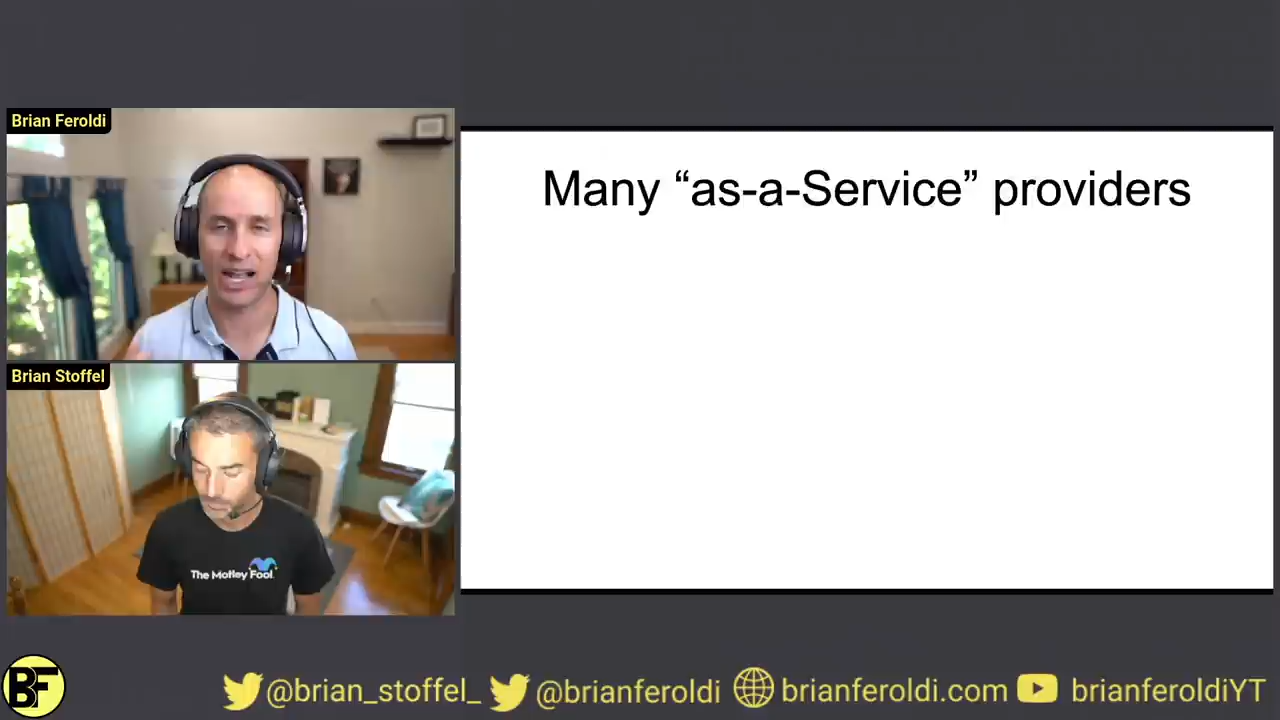 Brian Feroldi
Many “as-a-Service” providers
Brian Stoffel
The Motley Fool.
BF
@brian_stoffel_ @brianferoldi brianferoldi.com brianferoldiYT